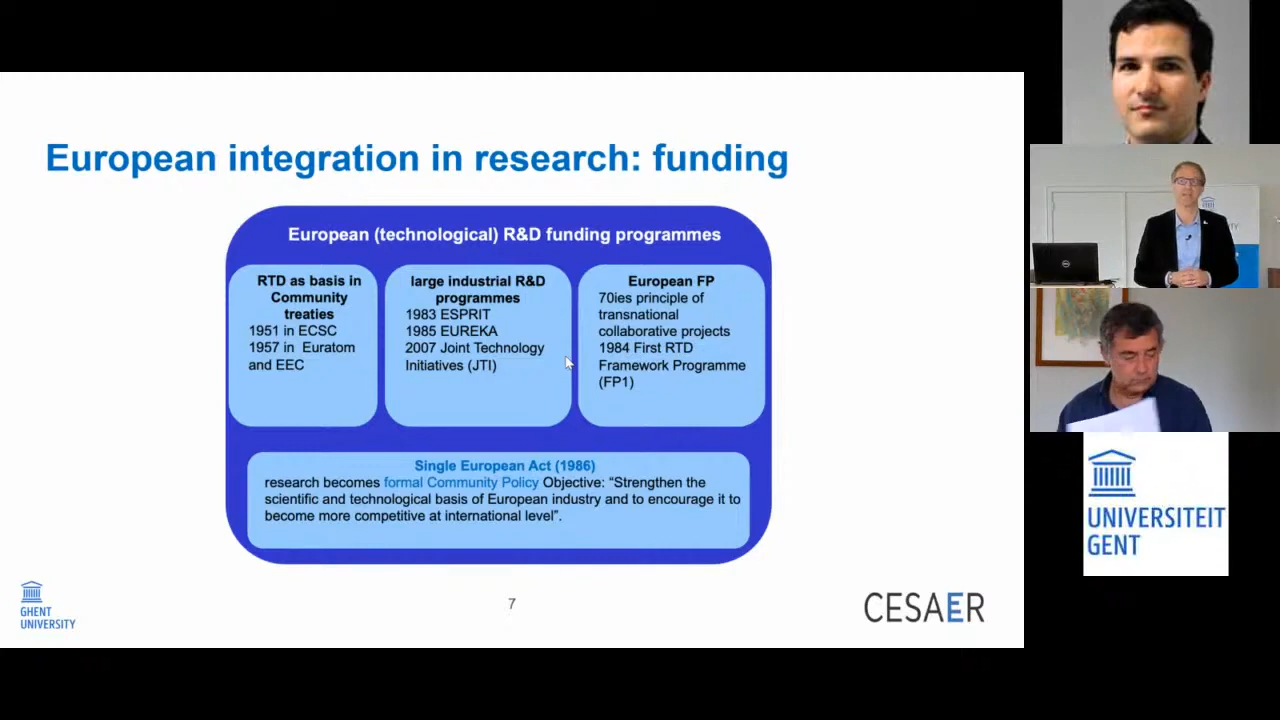 European integration in research: funding
European (technological) R&D funding programmes
RTD as basis in
Community
treaties
1951 in ECSC
1957 in Euratom
and EEC
large industrial R&D
programmes
1983 ESPRIT
1985 EUREKA
2007 Joint Technology
Initiatives (JTI)
European FP
70ies principle of
transnational
collaborative projects
1984 First RTD
Framework Programme
(FP1)
Single European Act (1986)
research becomes formal Community Policy Objective: “Strengthen the
scientific and technological basis of European industry and to encourage it to
become more competitive at international level”.
GHENT
UNIVERSITY
7
CESAER
UNIVERSITEIT
GENT